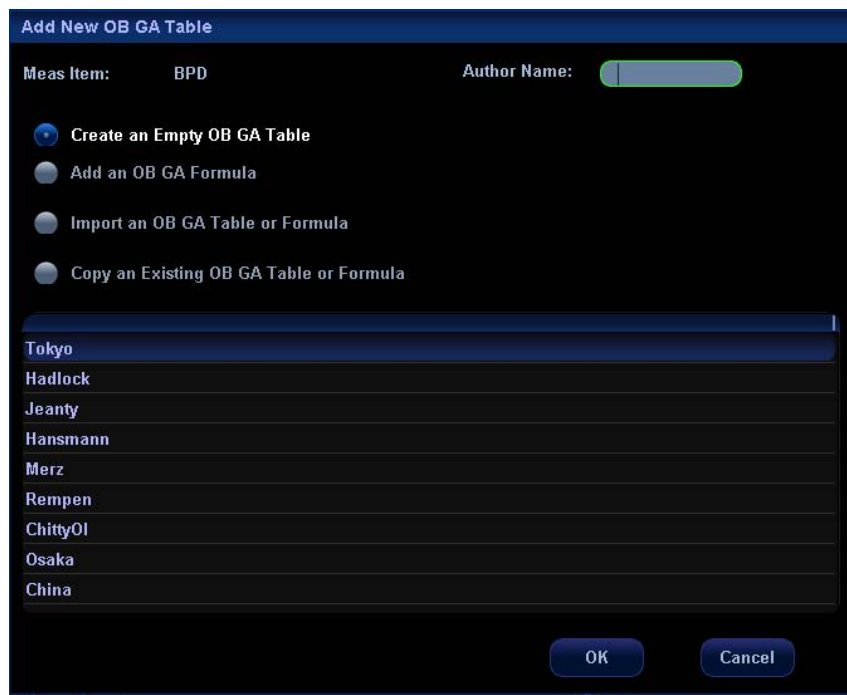 Add New OB GA Table
Meas Item: BPD Author Name:
Create an Empty OB GA Table
Add an OB GA Formula
Import an OB GA Table or Formula
Copy an Existing OB GA Table or Formula
Tokyo
Hadlock
Jeanty
Hansmann
Merz
Rempen
ChittyOI
Osaka
China
OK Cancel